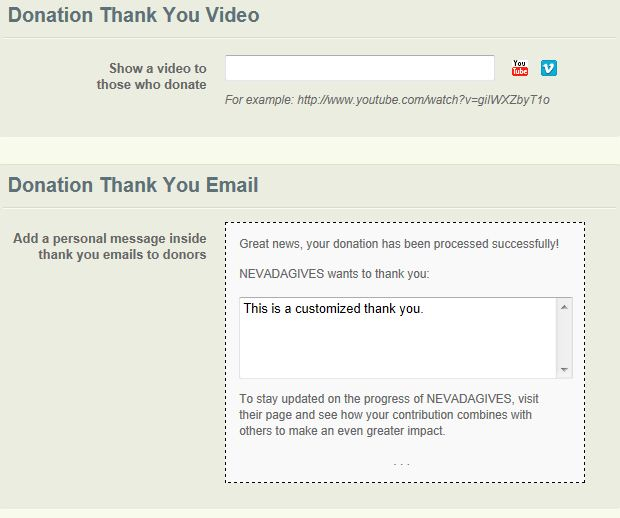 Donation Thank You Video
Show a video to
those who donate
You
Tube
For example: http://www.youtube.com/watch?v=giIWXZbyT1o
Donation Thank You Email
Add a personal message inside
thank you emails to donors
Great news, your donation has been processed successfully!
NEVADAGIVES wants to thank you:
This is a customized thank you.
To stay updated on the progress of NEVADAGIVES, visit
their page and see how your contribution combines with
others to make an even greater impact.
. . .